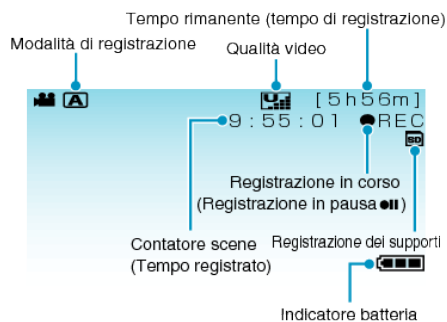 Tempo rimanente (tempo di registrazione)
Modalità di registrazione
Qualità video
A
[5h56m]
9:55:01 ●REC
SD
Registrazione in corso
(Registrazione in pausa ●II)
Contatore scene
(Tempo registrato)
Registrazione dei supporti
Indicatore batteria